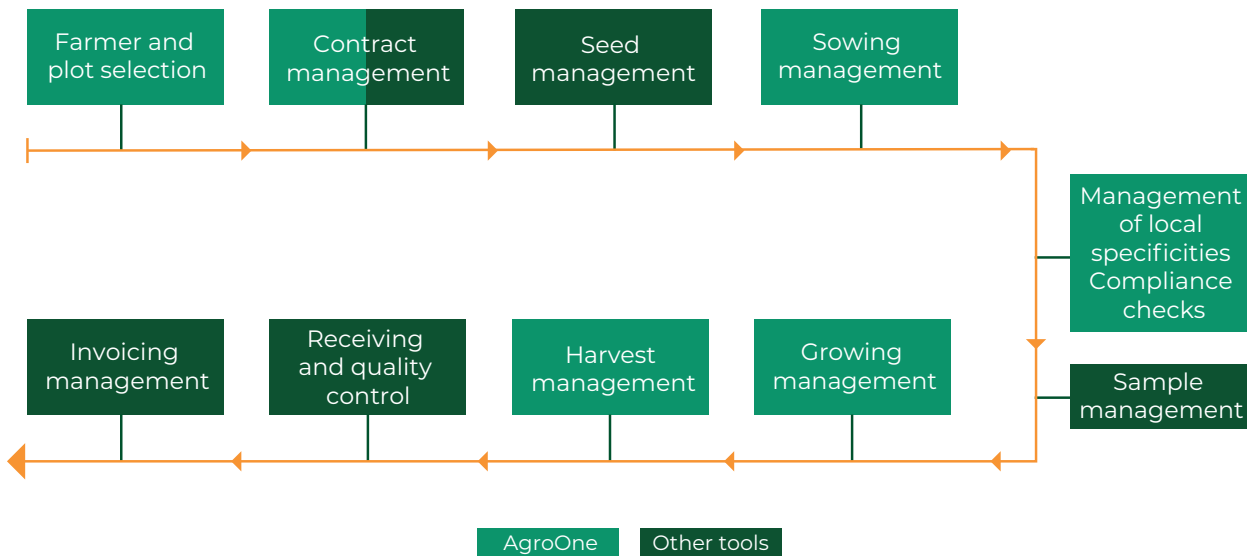 Farmer and
plot selection
Contract
management
Seed
management
Sowing
management
Management
of local
specificities
Compliance
checks
Sample
management
Growing
management
Harvest
management
Receiving
and quality
control
Invoicing
management
AgroOne
Other tools